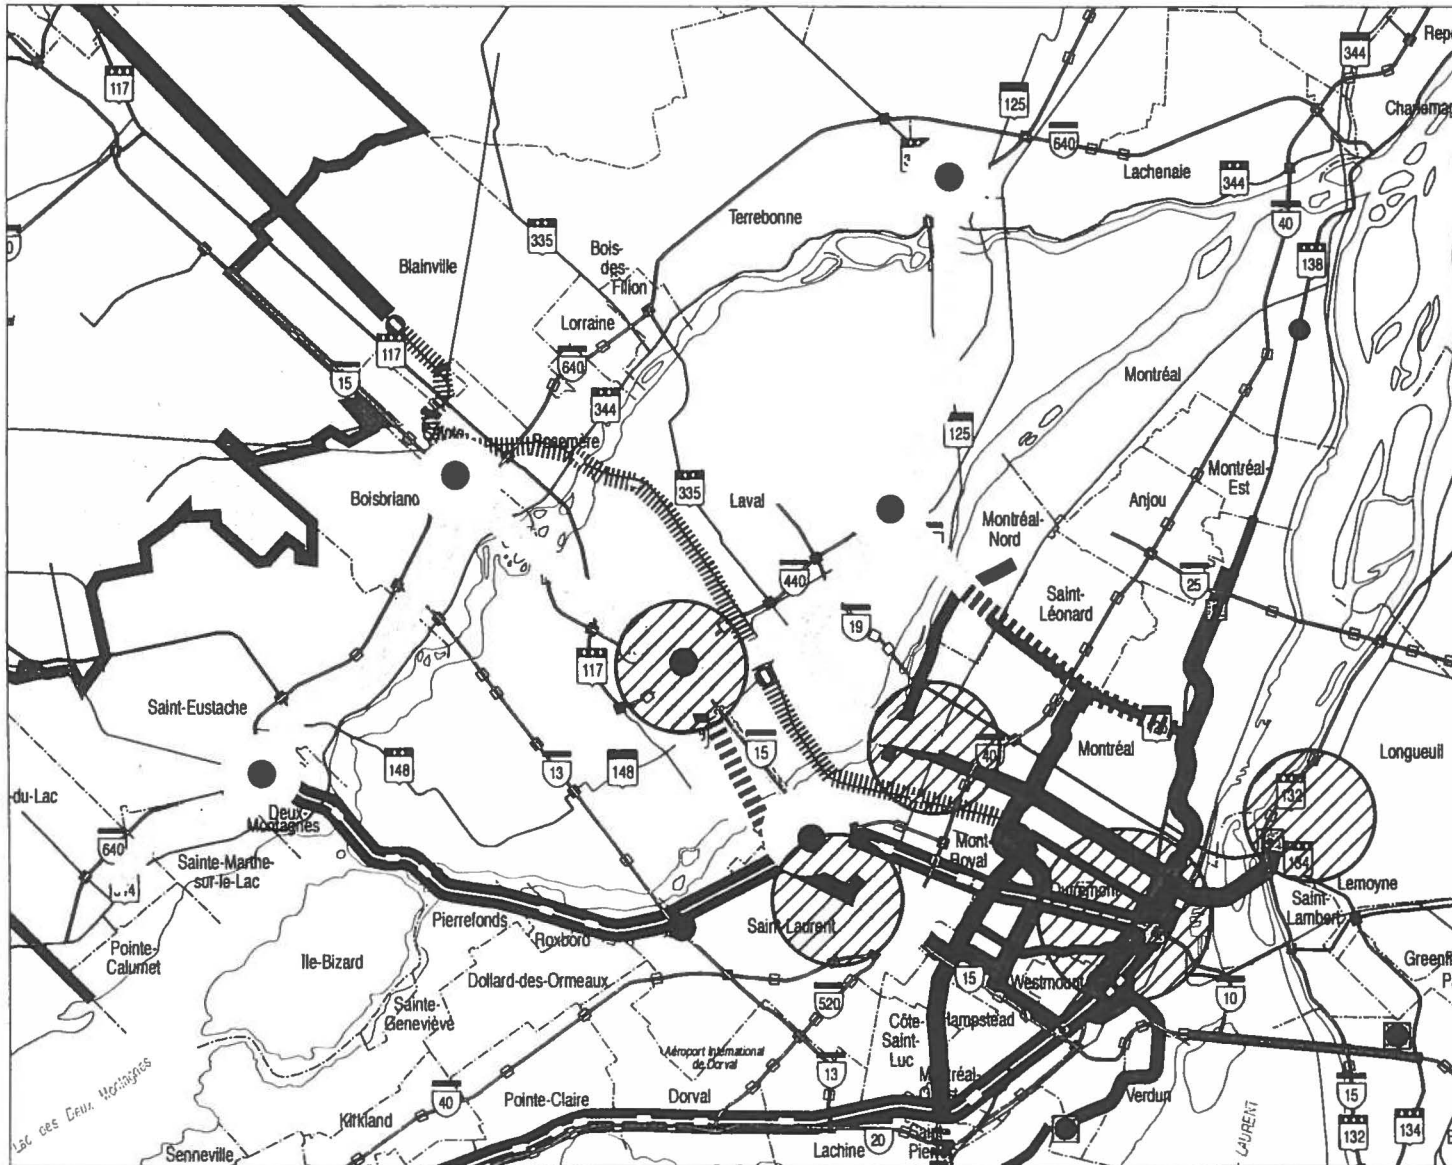 344
Repe
117
125
Charlemag
640
Lachenaie
344
Terrebonne
40
335
Bois-
des-
Filion
138
Blainville
Lorraine
117
640
15
344
Montréal
125
Rosemère
335
Laval
Boisbriand
Montréal-
Est
Anjou
Montréal-
Nord
440
25
Saint-
Léonard
19
117
Saint-Eustache
148
13
148
15
40
Montréal
Longueuil
132
-du-Lac
Deux-
Montagnes
640
Sainte-Marthe-
sur-le-Lac
Mont-
Royal
134
Outremont
Lemoyne
Saint-
Lambert
Pierrefonds
Roxboro
Saint-Laurent
Pointe-
Calumet
Ile-Bizard
Dollard-des-Ormeaux
15
Westmount
10
Greenfi
P
Sainte
Geneviève
520
Côte-
Saint-
Luc
Hampstead
Aéroport International
de Dorval
13
Lac des Deux Montagnes
40
Pointe-Claire
Dorval
Verdun
15
Kirkland
20
Lachine
132
134
LAURENT
Senneville